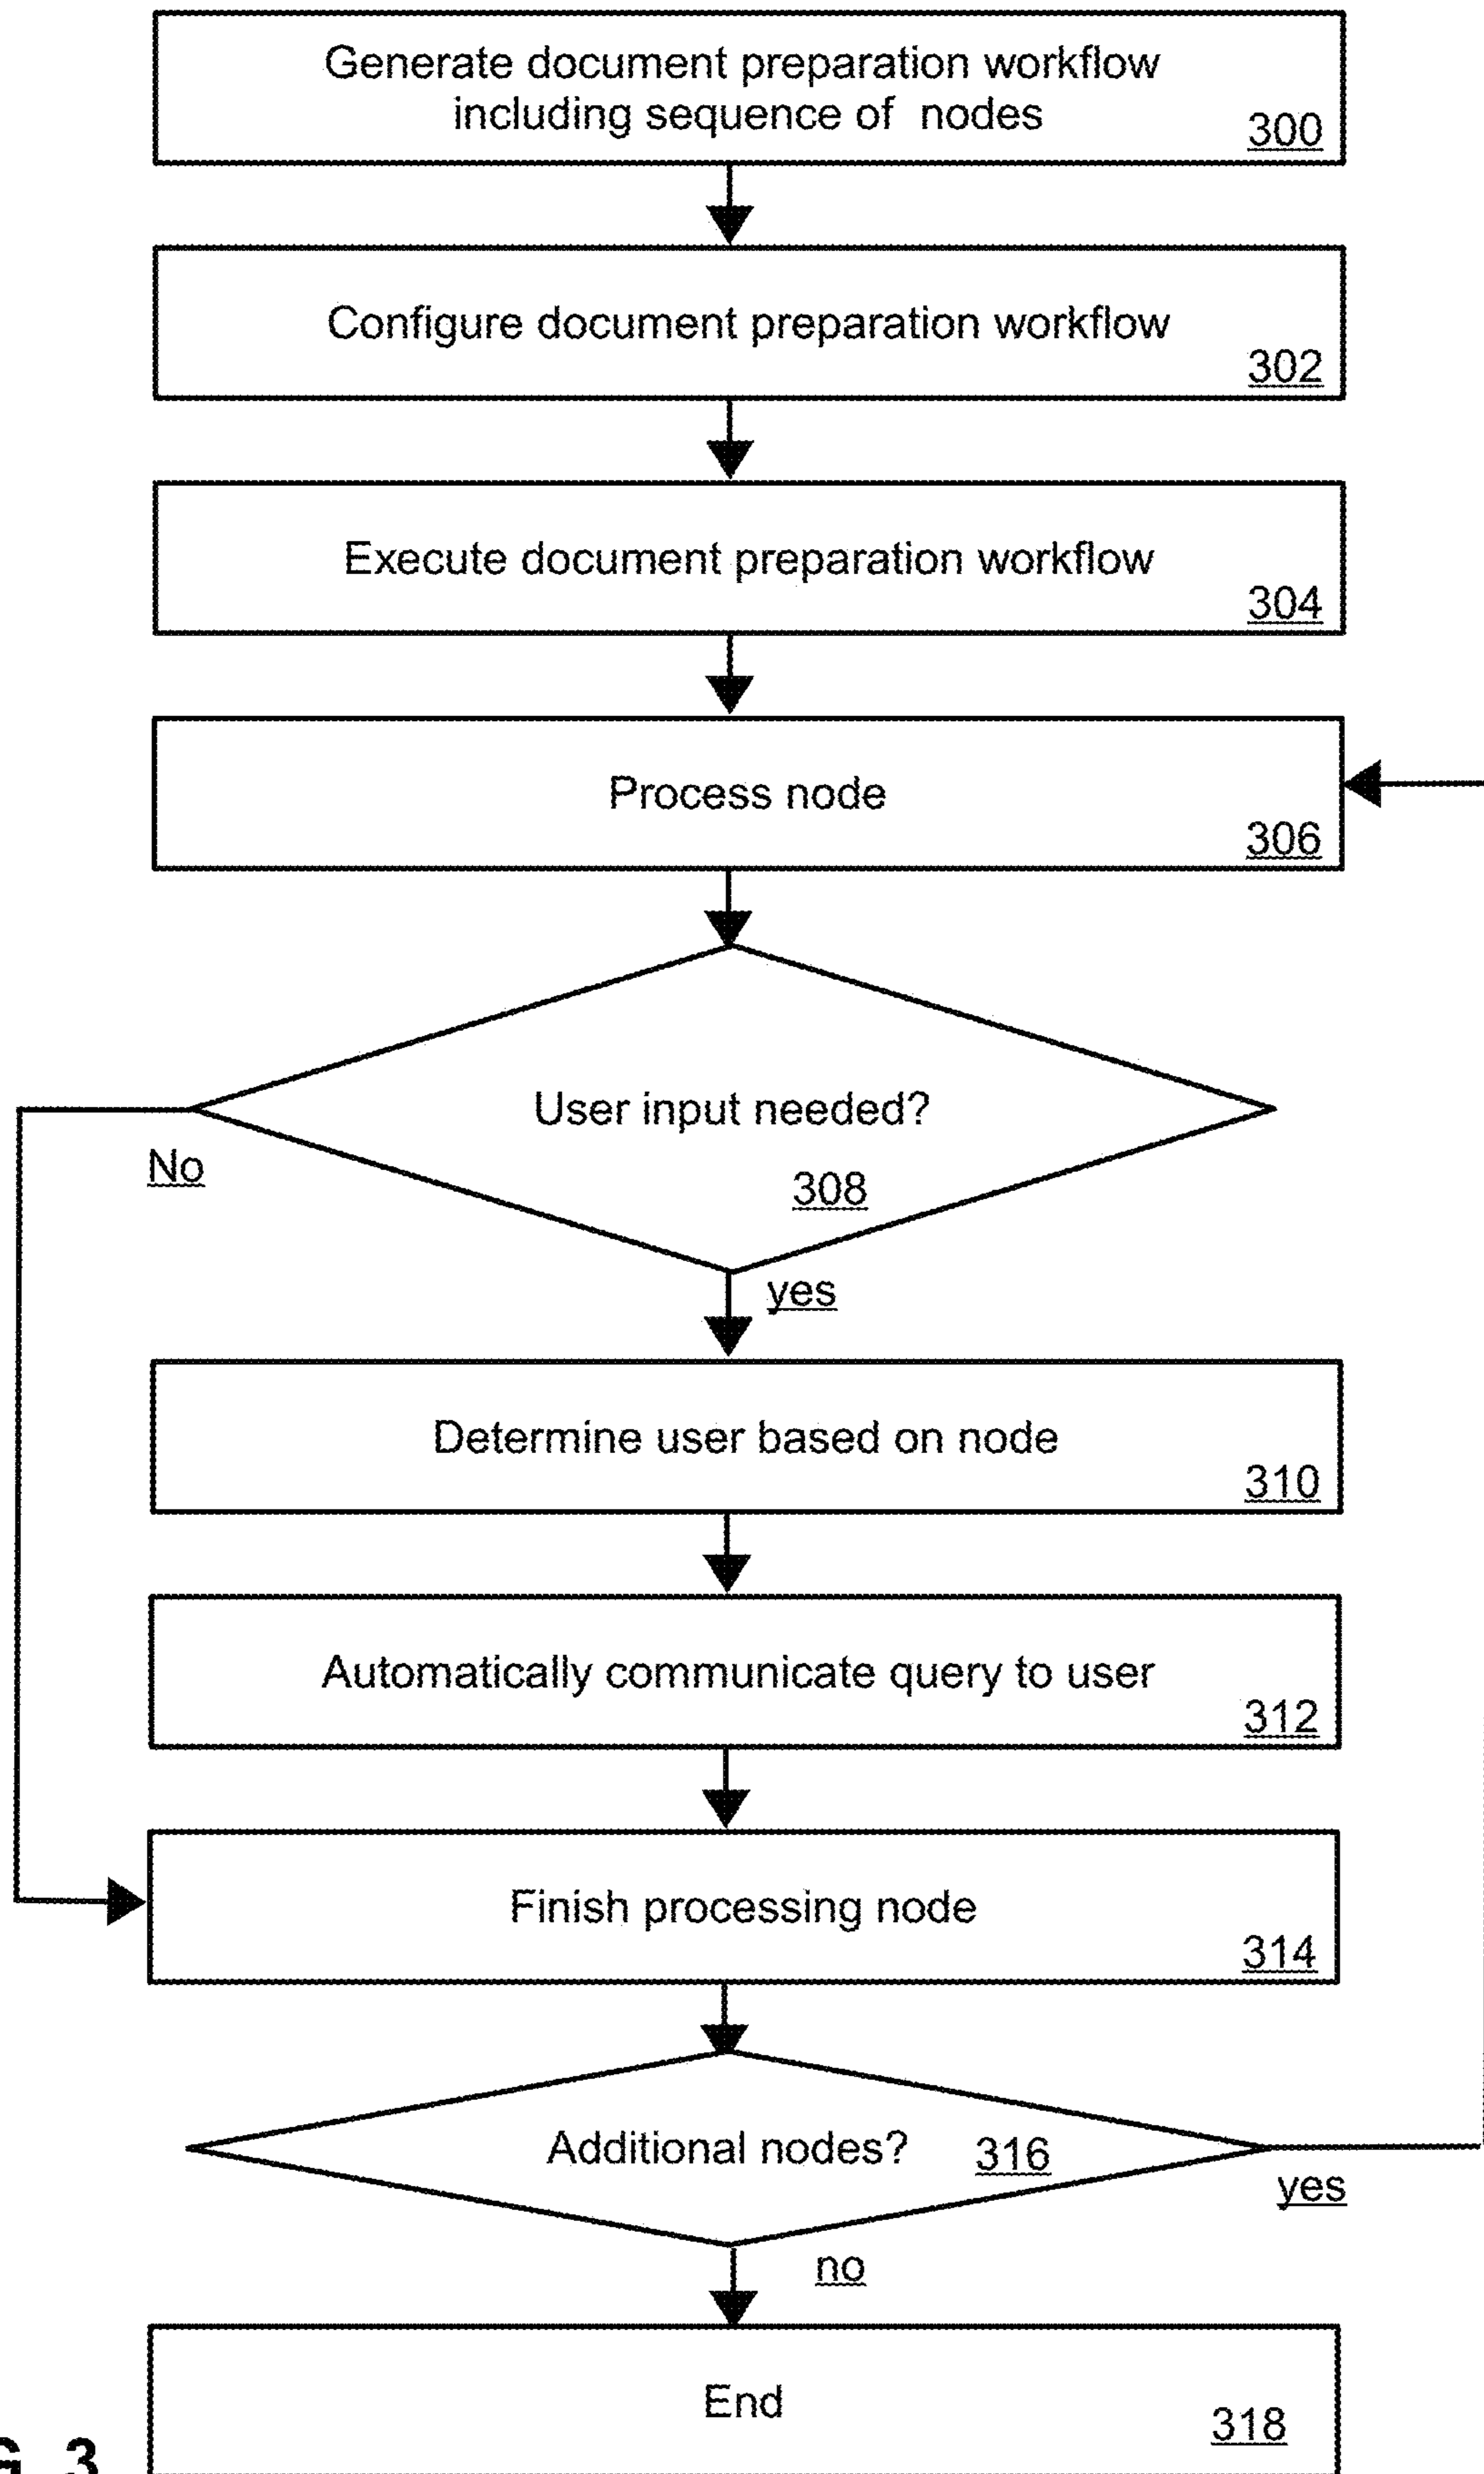 Generate document preparation workflow
including sequence of nodes
300
Configure document preparation workflow
302
Execute document preparation workflow
304
Process node
306
User input needed?
308
No
yes
Determine user based on node
310
Automatically communicate query to user
312
Finish processing node
314
Additional nodes?
316
yes
no
End
318
G. 3